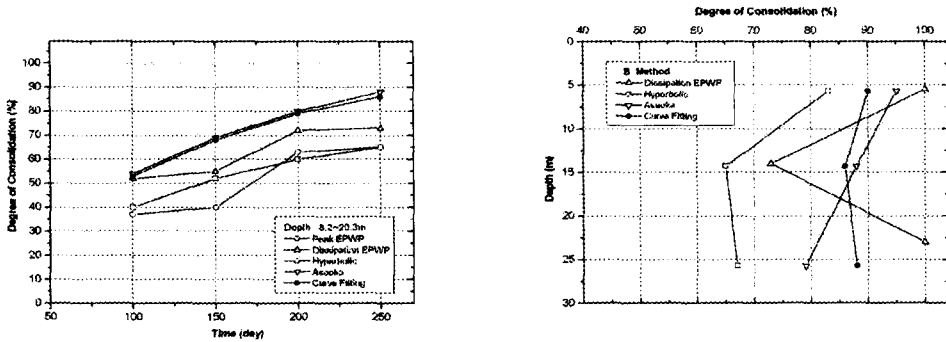 Degree of Consolidation (%)
100
90
80
70
60
50
40
30
20
10
0
50
100
150
200
250
Time (day)
Depth 8.2~20.3m
Peak EPWP
Dissipation EPWP
Hyperbolic
Asaoka
Curve Fitting
Degree of Consolidation (%)
40
50
60
70
80
90
100
Depth (m)
0
5
10
15
20
25
30
Method
Dissipation EPWP
Hyperbolic
Asaoka
Curve Fitting